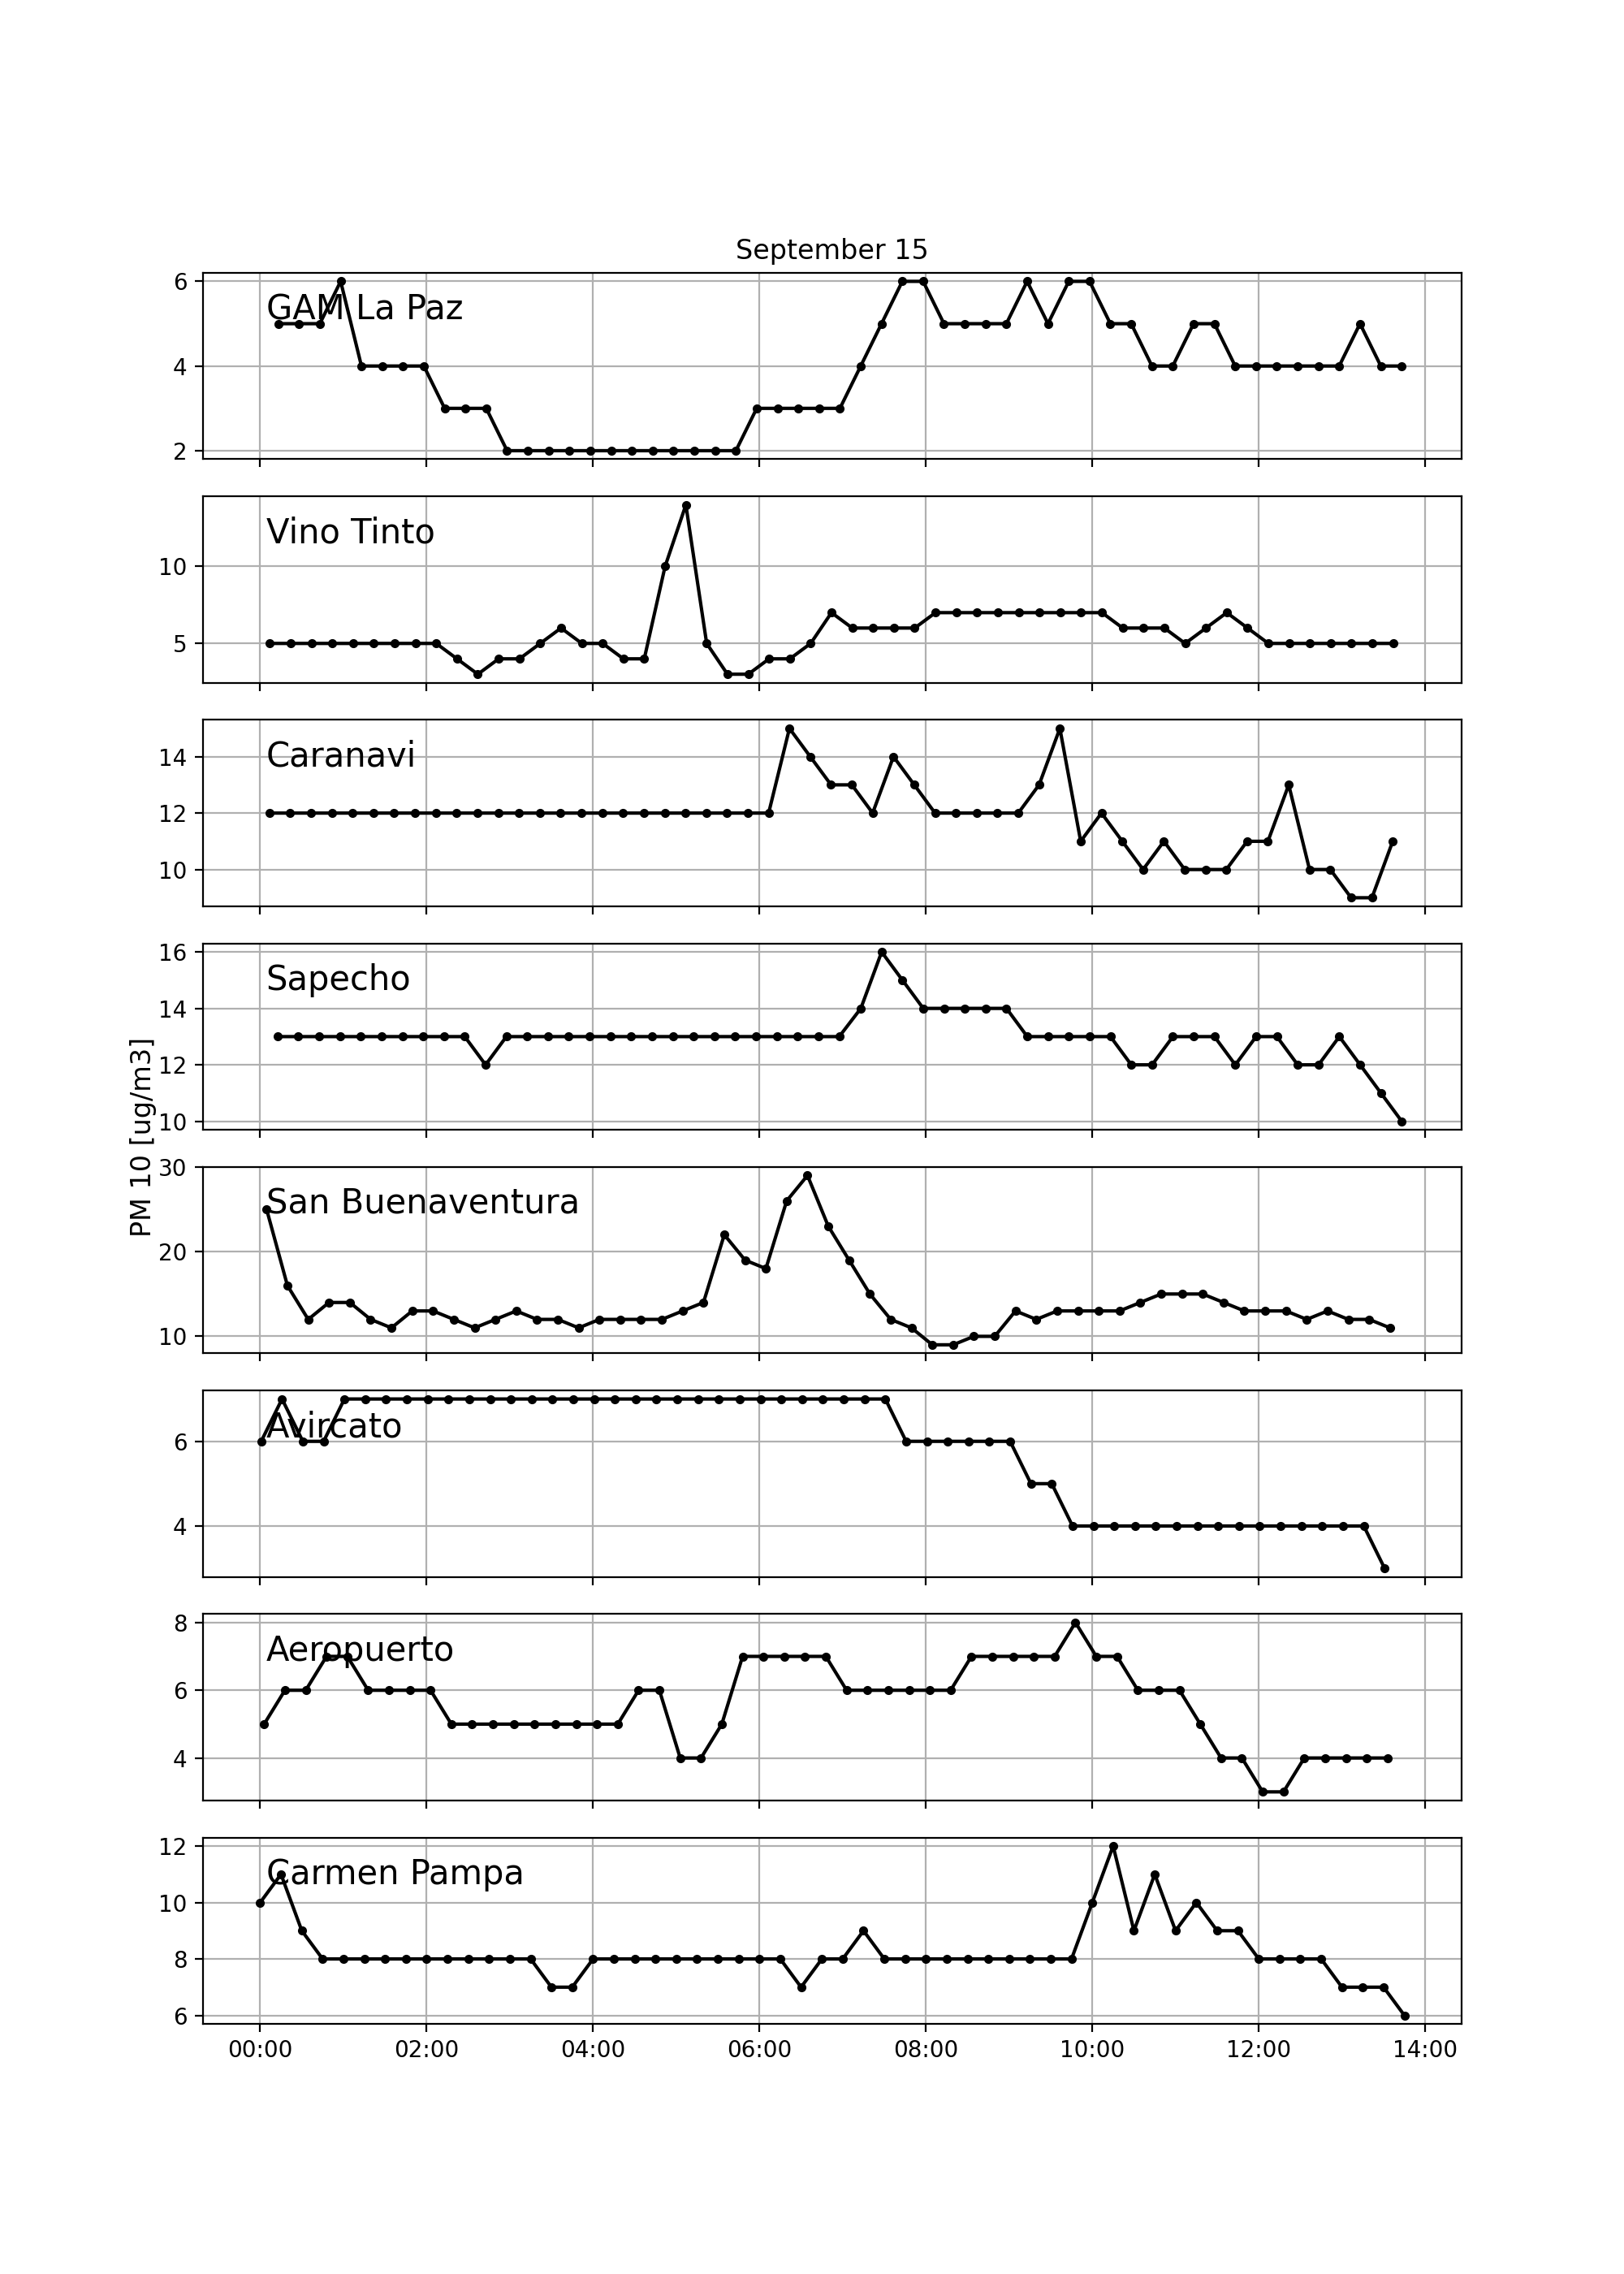 September 15
PM 10 [ug/m3]
GAM La Paz
6
4
2
Vino Tinto
10
5
Caranavi
14
12
10
Sapecho
16
14
12
10
San Buenaventura
30
20
10
Avircato
6
4
Aeropuerto
8
6
4
Carmen Pampa
12
10
8
6
00:00 02:00 04:00 06:00 08:00 10:00 12:00 14:00